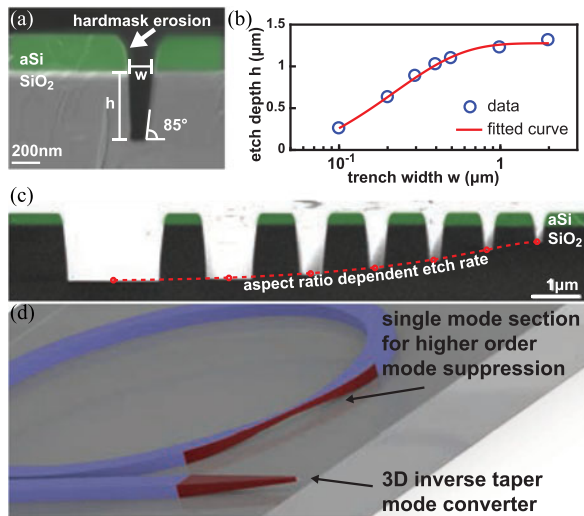 (a)
hardmask erosion
aSi
SiO₂
w
h
85°
200nm
(b)
etch depth h (μm)
1.5
1
0.5
0
data
fitted curve
10⁻¹
10⁰
trench width w (μm)
(c)
aSi
SiO₂
aspect ratio dependent etch rate
1μm
(d)
single mode section
for higher order
mode suppression
3D inverse taper
mode converter